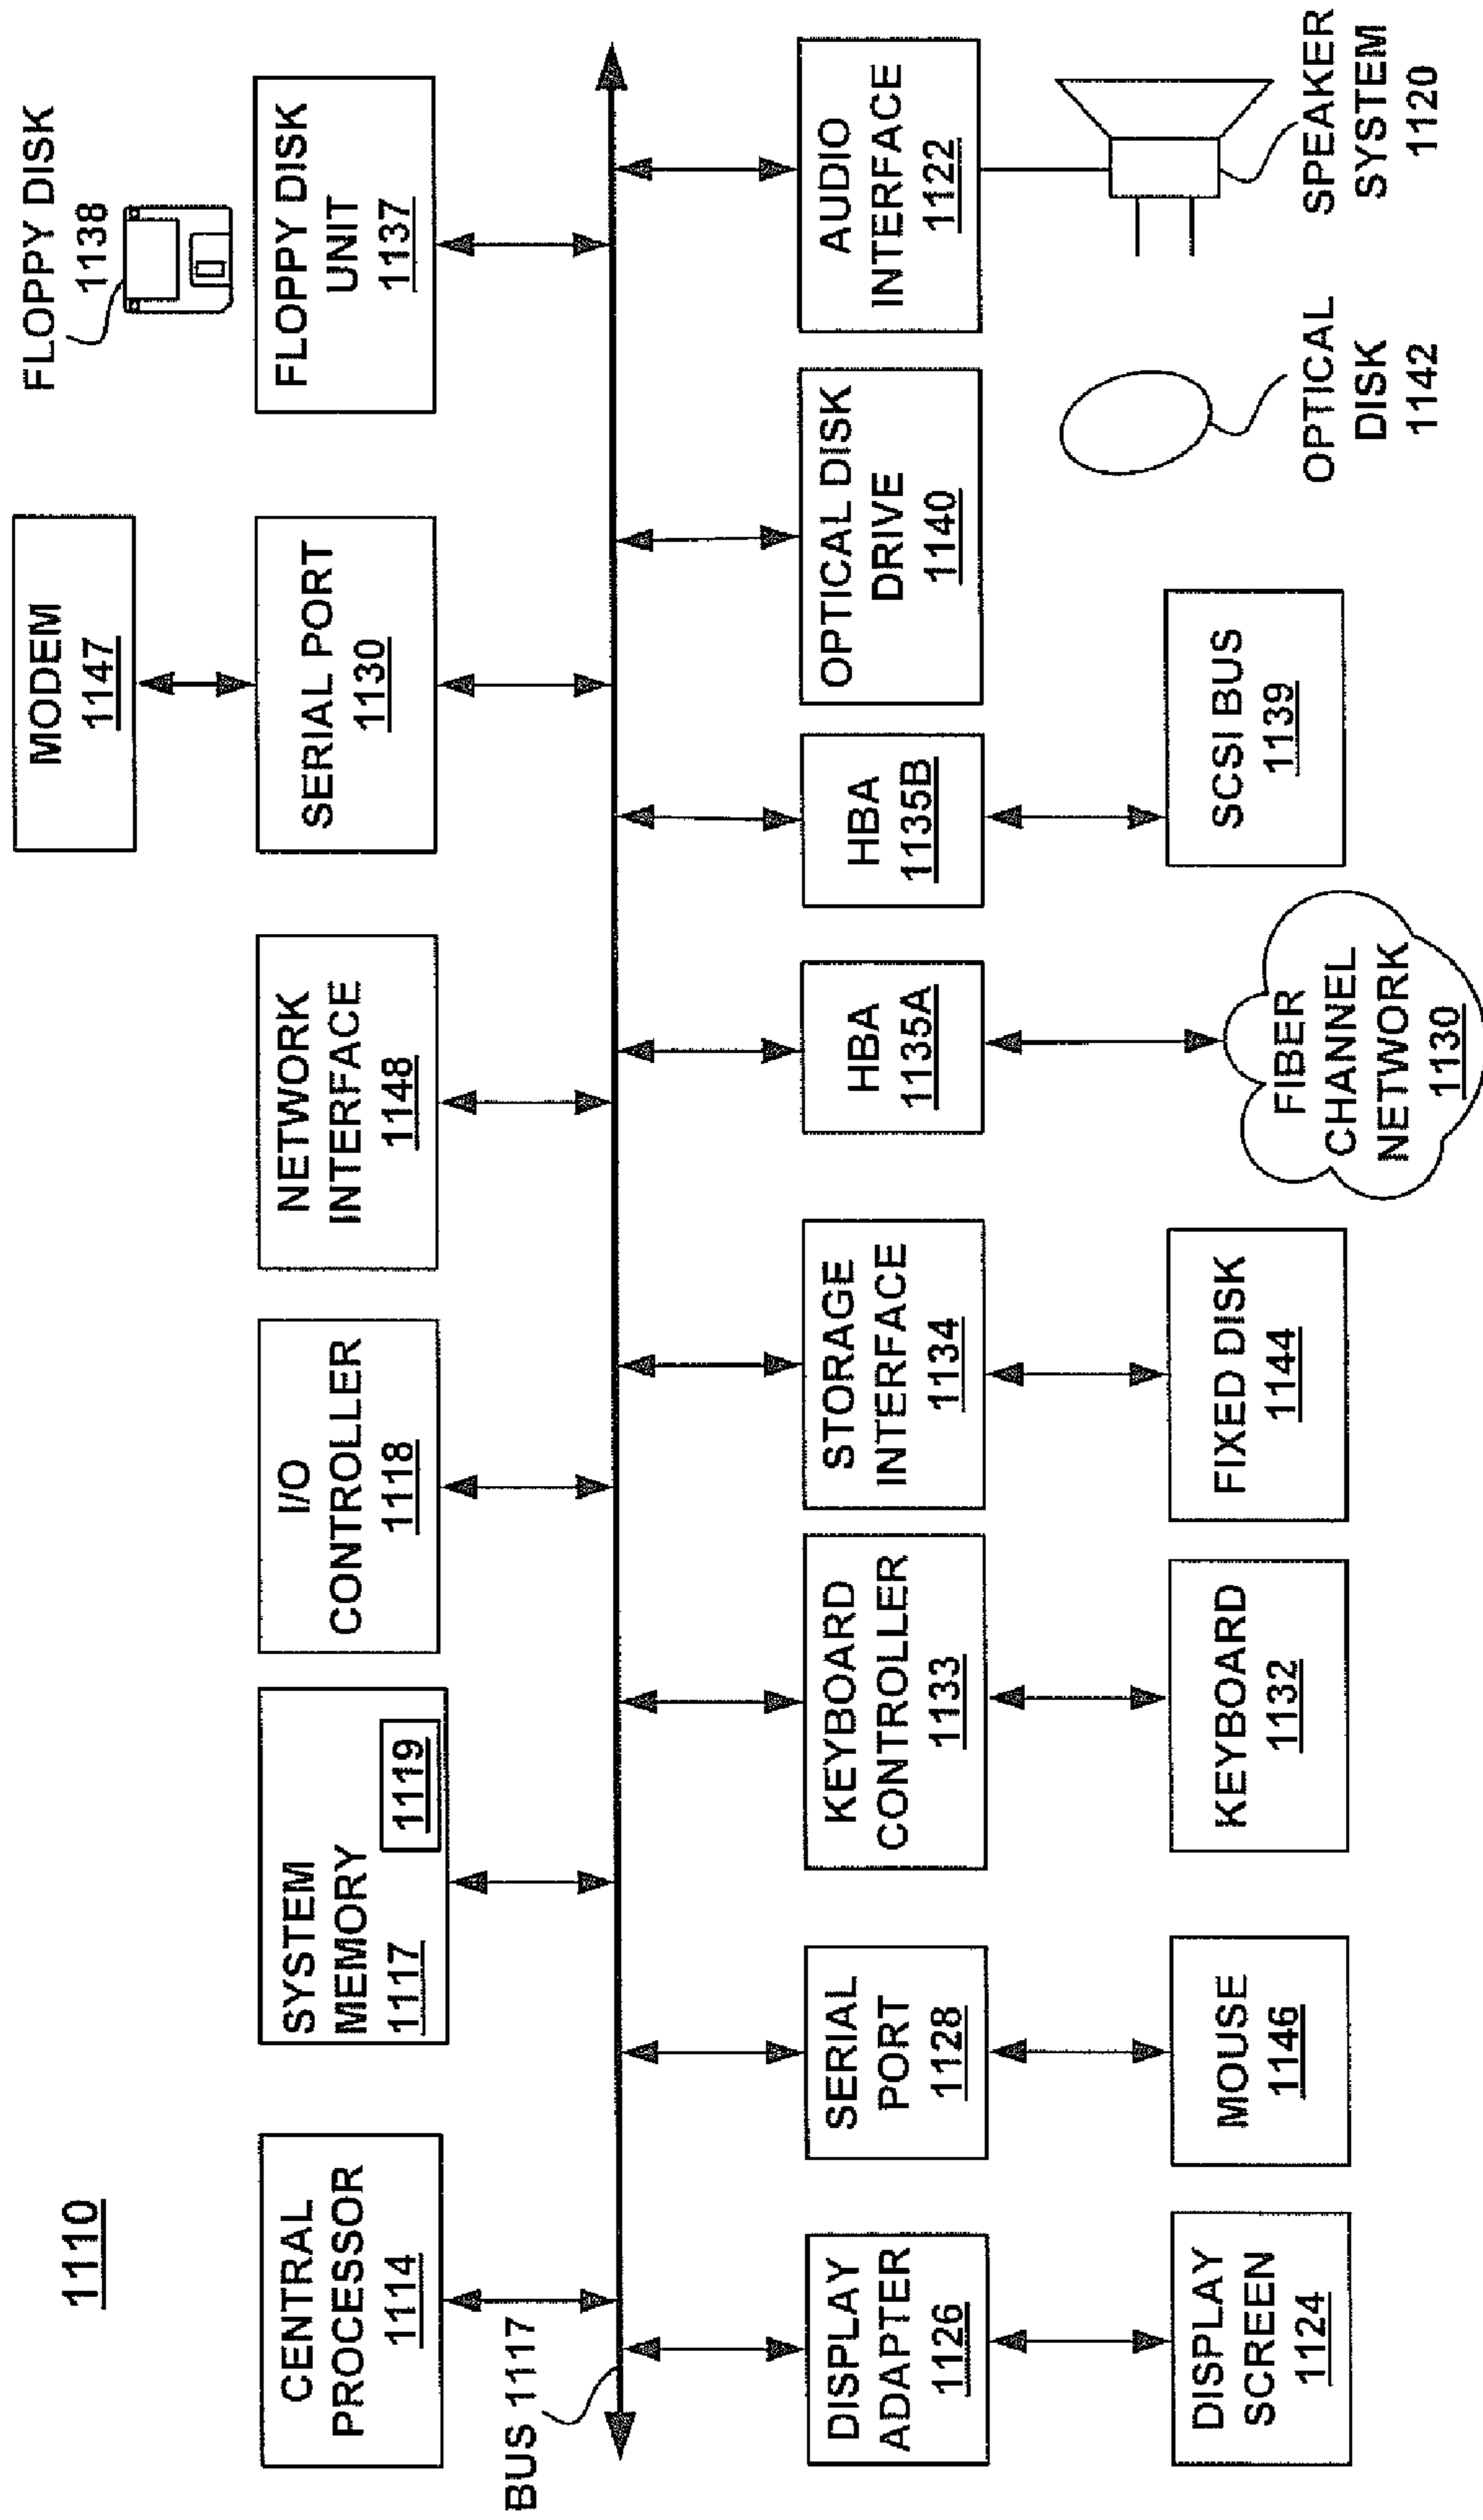 1110
CENTRAL
PROCESSOR
1114
SYSTEM
MEMORY
1117
1119
I/O
CONTROLLER
1118
NETWORK
INTERFACE
1148
MODEM
1147
SERIAL PORT
1130
FLOPPY DISK
1138
FLOPPY DISK
UNIT
1137
BUS 1117
DISPLAY
ADAPTER
1126
SERIAL
PORT
1128
KEYBOARD
CONTROLLER
1133
STORAGE
INTERFACE
1134
HBA
1135A
HBA
1135B
OPTICAL DISK
DRIVE
1140
AUDIO
INTERFACE
1122
DISPLAY
SCREEN
1124
MOUSE
1146
KEYBOARD
1132
FIXED DISK
1144
FIBER
CHANNEL
NETWORK
1130
SCSI BUS
1139
OPTICAL
DISK
1142
SPEAKER
SYSTEM
1120